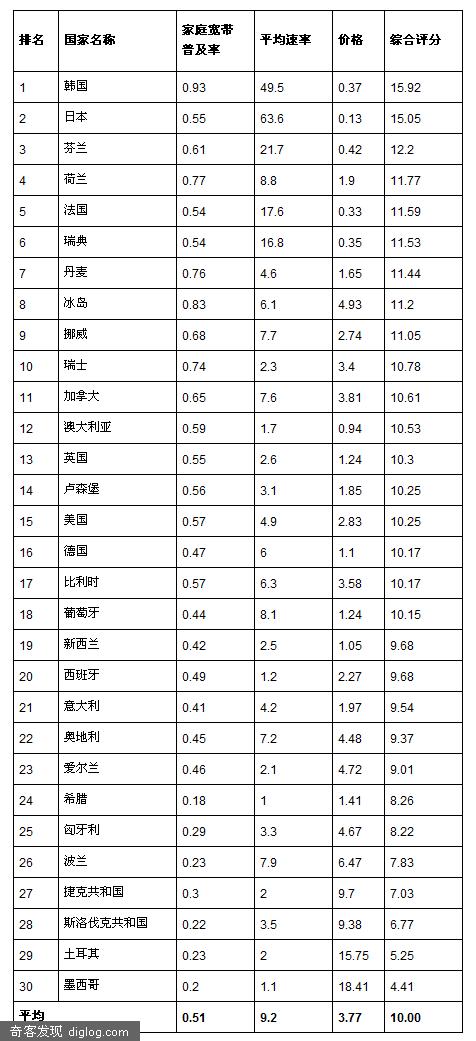 排名 国家名称 家庭宽带普及率 平均速率 价格 综合评分
1 韩国 0.93 49.5 0.37 15.92
2 日本 0.55 63.6 0.13 15.05
3 芬兰 0.61 21.7 0.42 12.2
4 荷兰 0.77 8.8 1.9 11.77
5 法国 0.54 17.6 0.33 11.59
6 瑞典 0.54 16.8 0.35 11.53
7 丹麦 0.76 4.6 1.65 11.44
8 冰岛 0.83 6.1 4.93 11.2
9 挪威 0.68 7.7 2.74 11.05
10 瑞士 0.74 2.3 3.4 10.78
11 加拿大 0.65 7.6 3.81 10.61
12 澳大利亚 0.59 1.7 0.94 10.53
13 英国 0.55 2.6 1.24 10.3
14 卢森堡 0.56 3.1 1.85 10.25
15 美国 0.57 4.9 2.83 10.25
16 德国 0.47 6 1.1 10.17
17 比利时 0.57 6.3 3.58 10.17
18 葡萄牙 0.44 8.1 1.24 10.15
19 新西兰 0.42 2.5 1.05 9.68
20 西班牙 0.49 1.2 2.27 9.68
21 意大利 0.41 4.2 1.97 9.54
22 奥地利 0.45 7.2 4.48 9.37
23 爱尔兰 0.46 2.1 4.72 9.01
24 希腊 0.18 1 1.41 8.26
25 匈牙利 0.29 3.3 4.67 8.22
26 波兰 0.23 7.9 6.47 7.83
27 捷克共和国 0.3 2 9.7 7.03
28 斯洛伐克共和国 0.22 3.5 9.38 6.77
29 土耳其 0.23 2 15.75 5.25
30 墨西哥 0.2 1.1 18.41 4.41
平均 0.51 9.2 3.77 10.00
奇客发现 diglog.com